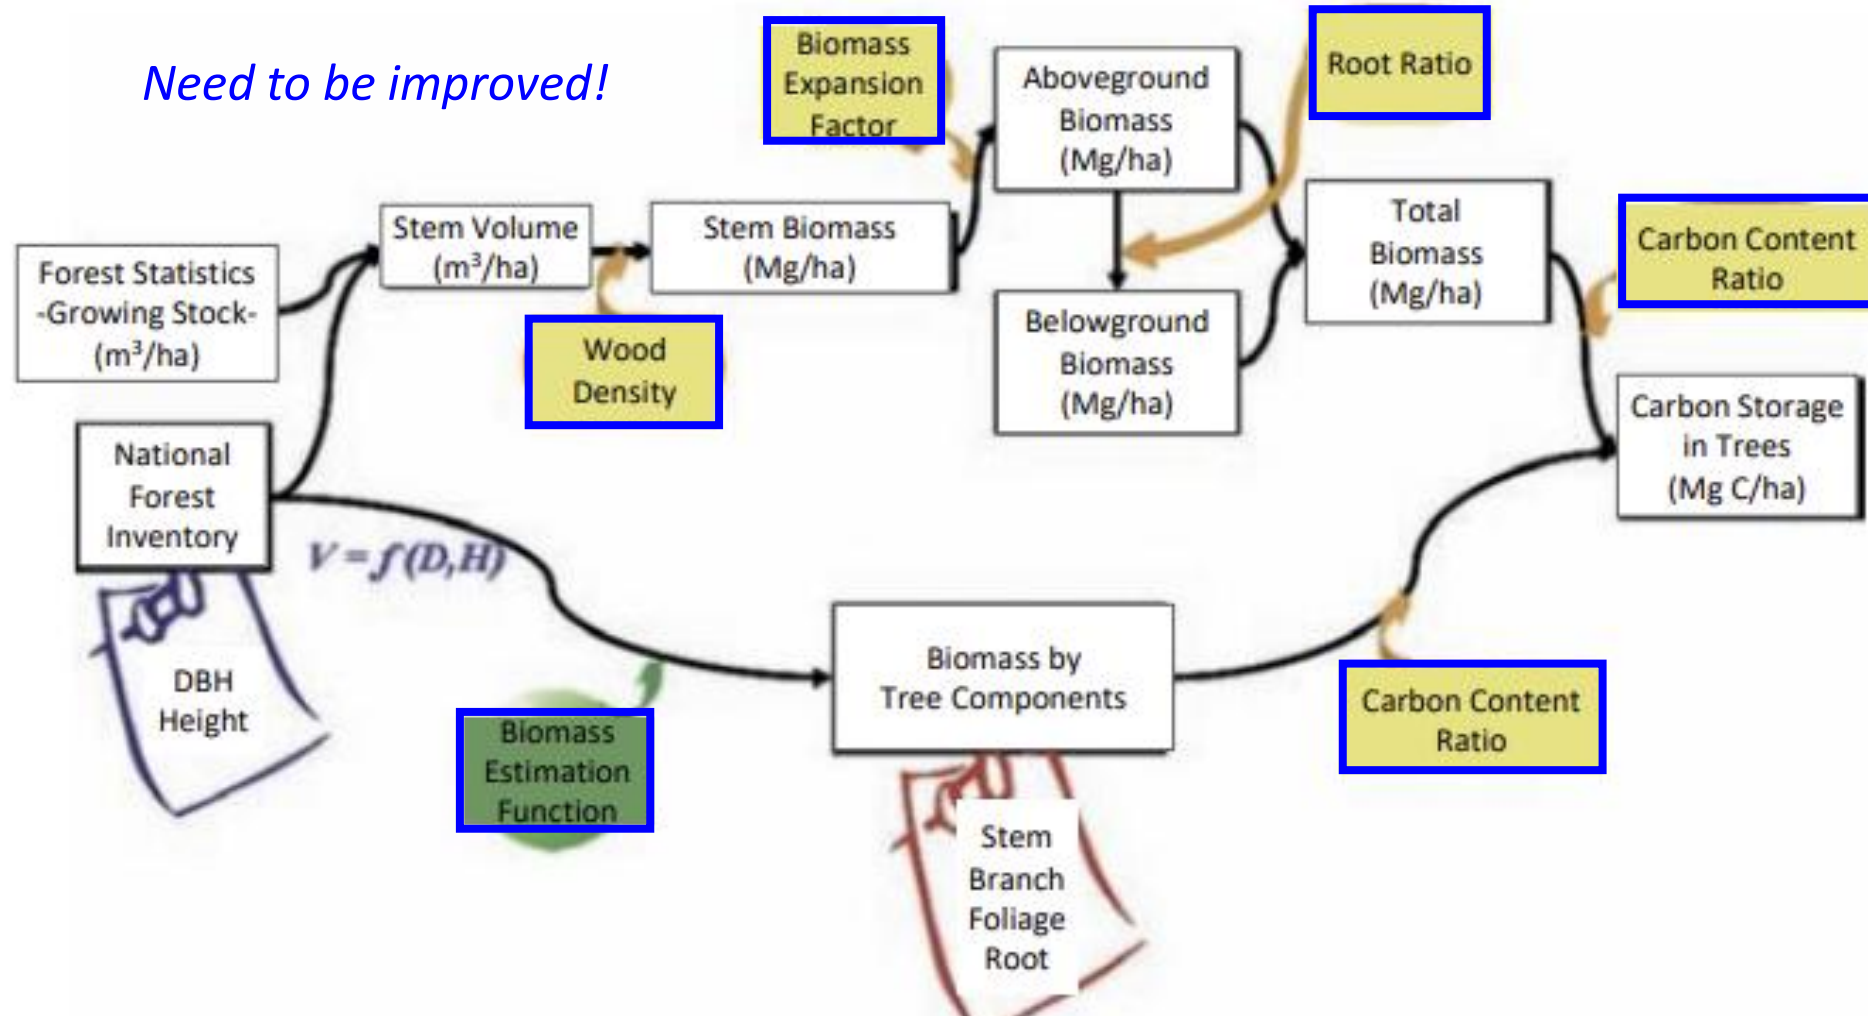 Need to be improved!
Biomass
Expansion
Factor
Aboveground
Biomass
(Mg/ha)
Root Ratio
Forest Statistics
-Growing Stock-
(m³/ha)
Stem Volume
(m³/ha)
Stem Biomass
(Mg/ha)
Wood
Density
Belowground
Biomass
(Mg/ha)
Total
Biomass
(Mg/ha)
Carbon Content
Ratio
Carbon Storage
in Trees
(Mg C/ha)
National
Forest
Inventory
V = f (D,H)
DBH
Height
Biomass
Estimation
Function
Biomass by
Tree Components
Carbon Content
Ratio
Stem
Branch
Foliage
Root